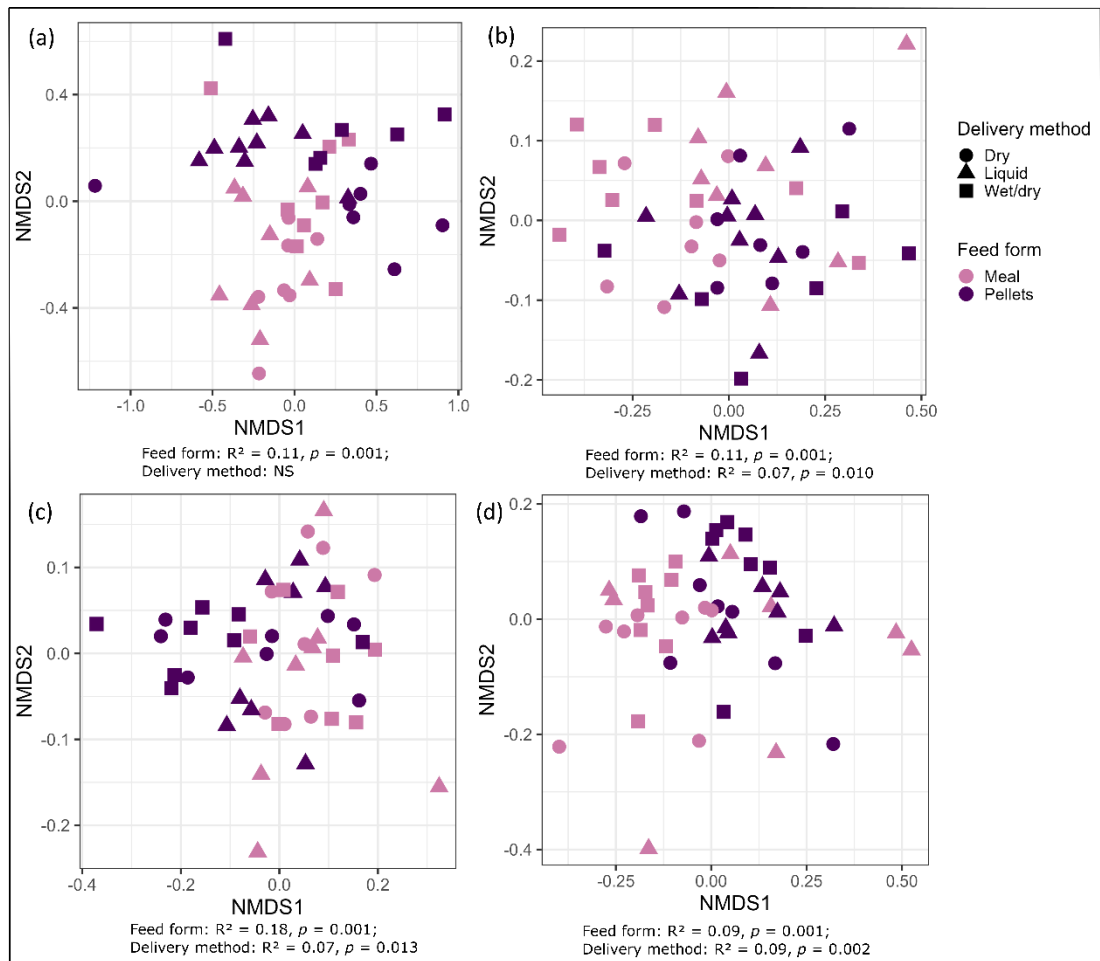 (a)
0.4
0.0
-0.4
NMDS2
-1.0 -0.5 0.0 0.5 1.0
NMDS1
Feed form: R² = 0.11, p = 0.001;
Delivery method: NS
(b)
0.2
0.1
0.0
-0.1
-0.2
NMDS2
-0.25 0.00 0.25 0.50
NMDS1
Feed form: R² = 0.11, p = 0.001;
Delivery method: R² = 0.07, p = 0.010
Delivery method
Dry
Liquid
Wet/dry
Feed form
Meal
Pellets
(c)
0.1
0.0
-0.1
-0.2
NMDS2
-0.4 -0.2 0.0 0.2
NMDS1
Feed form: R² = 0.18, p = 0.001;
Delivery method: R² = 0.07, p = 0.013
(d)
0.2
0.0
-0.2
-0.4
NMDS2
-0.25 0.00 0.25 0.50
NMDS1
Feed form: R² = 0.09, p = 0.001;
Delivery method: R² = 0.09, p = 0.002